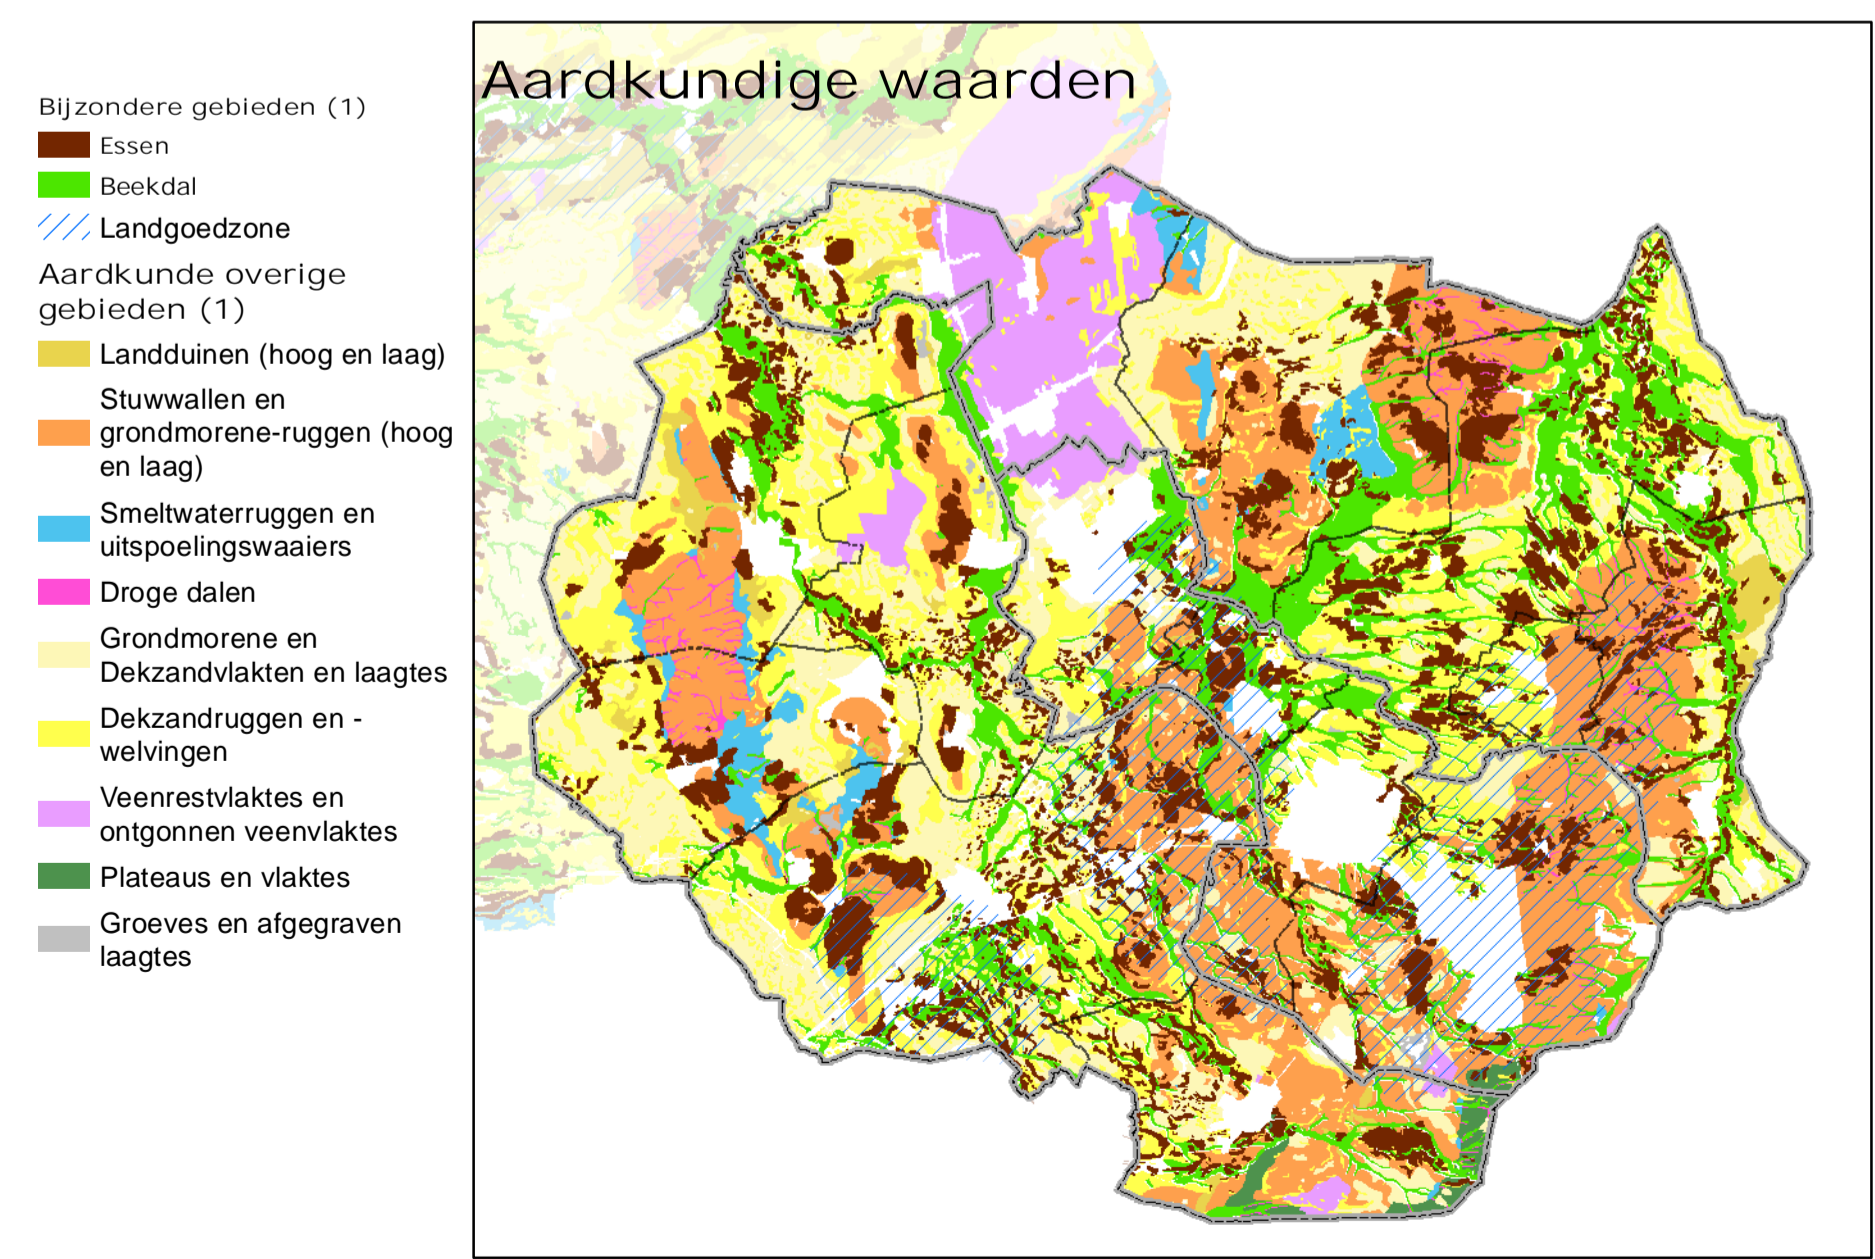 Aardkundige waarden
Bijzondere gebieden (1)
Essen
Beekdal
Landgoedzone
Aardkunde overige
gebieden (1)
Landduinen (hoog en laag)
Stuwwallen en
grondmorene-ruggen (hoog
en laag)
Smeltwaterruggen en
uitspoelingswaaiers
Droge dalen
Grondmorene en
Dekzandvlakten en laagtes
Dekzandruggen en -
welvingen
Veenrestvlaktes en
ontgonnen veenvlaktes
Plateaus en vlaktes
Groeves en afgegraven
laagtes